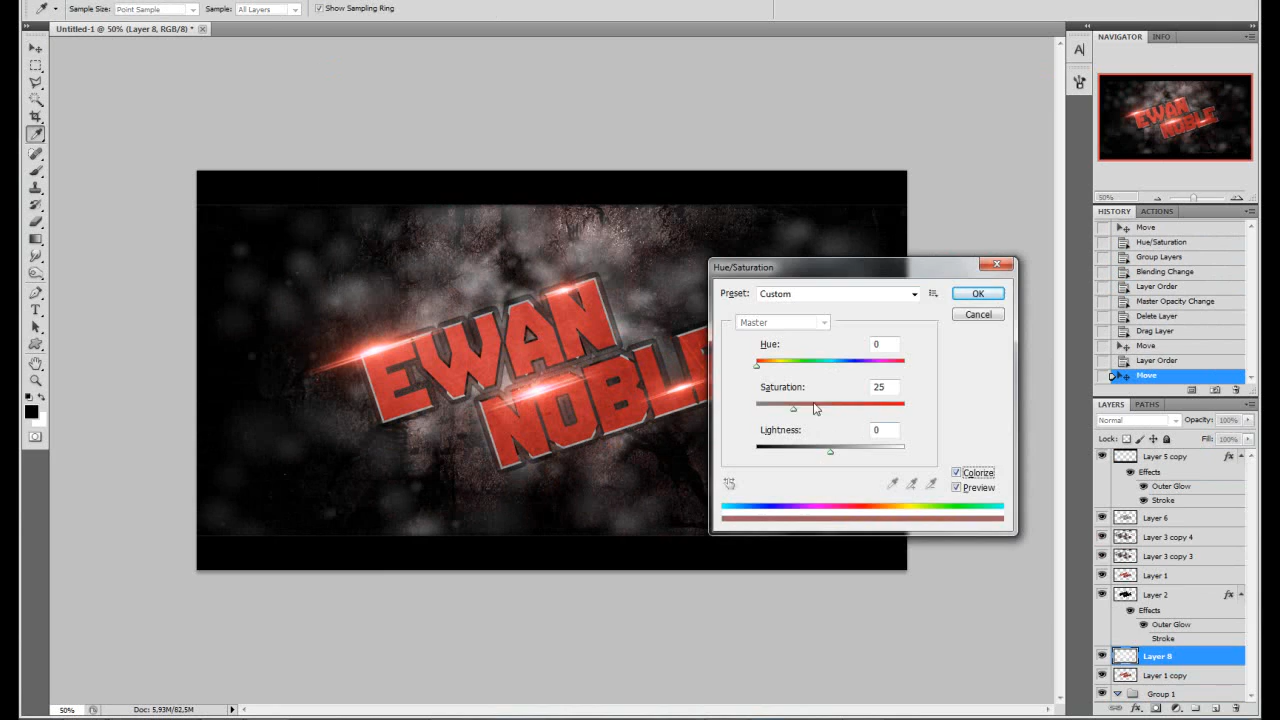 Sample Size: Point Sample Sample: All Layers Show Sampling Ring
Untitled-1 @ 50% (Layer 8, RGB/8) *
NAVIGATOR INFO
EWAN
NOBLE
50%
HISTORY ACTIONS
Move
Hue/Saturation
Group Layers
Blending Change
Layer Order
Master Opacity Change
Delete Layer
Drag Layer
Move
Layer Order
Move
EWAN
NOBLE
Hue/Saturation
Preset: Custom
OK
Cancel
Master
Hue: 0
Saturation: 25
Lightness: 0
Colorize
Preview
LAYERS PATHS
Normal Opacity: 100%
Lock: Fill: 100%
Layer 5 copy fx
Effects
Outer Glow
Stroke
Layer 6
Layer 3 copy 4
Layer 3 copy 3
Layer 1
Layer 2 fx
Effects
Outer Glow
Stroke
Layer 8
Layer 1 copy
Group 1
50% Doc: 5,93M/82,5M